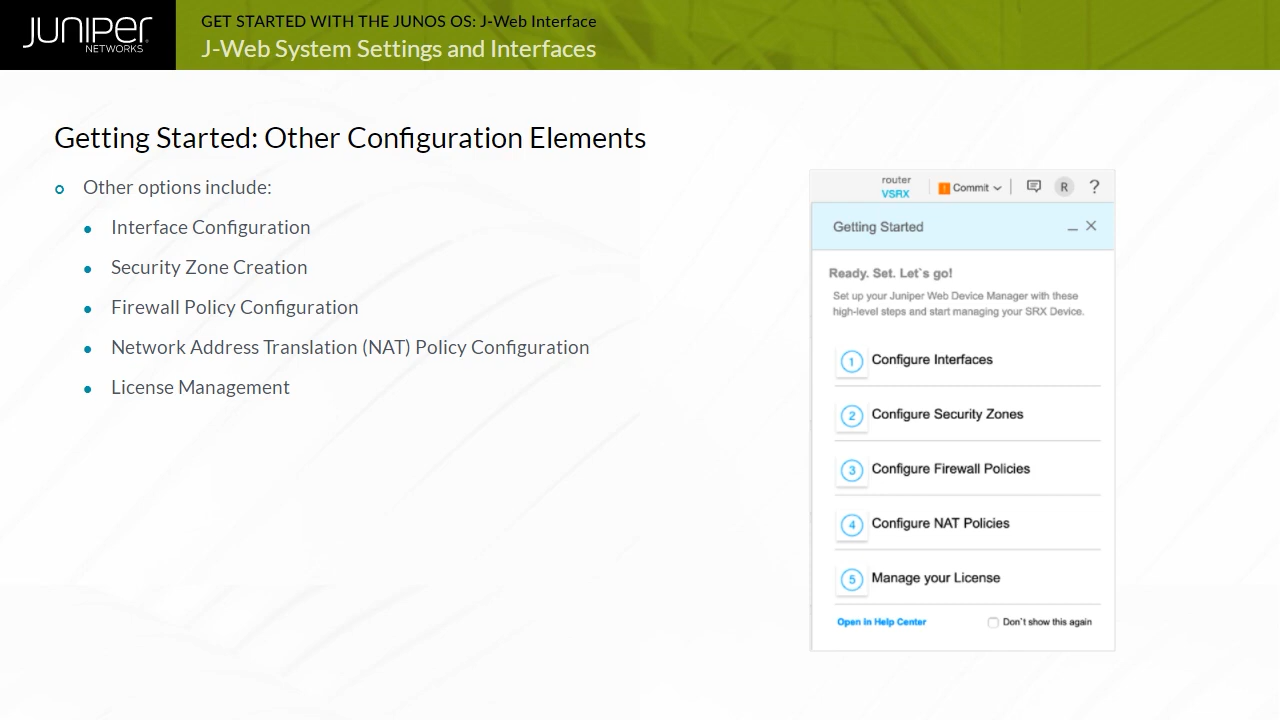 JUNIPER
NETWORKS
GET STARTED WITH THE JUNOS OS: J-Web Interface
J-Web System Settings and Interfaces
Getting Started: Other Configuration Elements
Other options include:
Interface Configuration
Security Zone Creation
Firewall Policy Configuration
Network Address Translation (NAT) Policy Configuration
License Management
router
VSRX
Commit
R
?
Getting Started
Ready. Set. Let`s go!
Set up your Juniper Web Device Manager with these
high-level steps and start managing your SRX Device.
1 Configure Interfaces
2 Configure Security Zones
3 Configure Firewall Policies
4 Configure NAT Policies
5 Manage your License
Open in Help Center
Don`t show this again